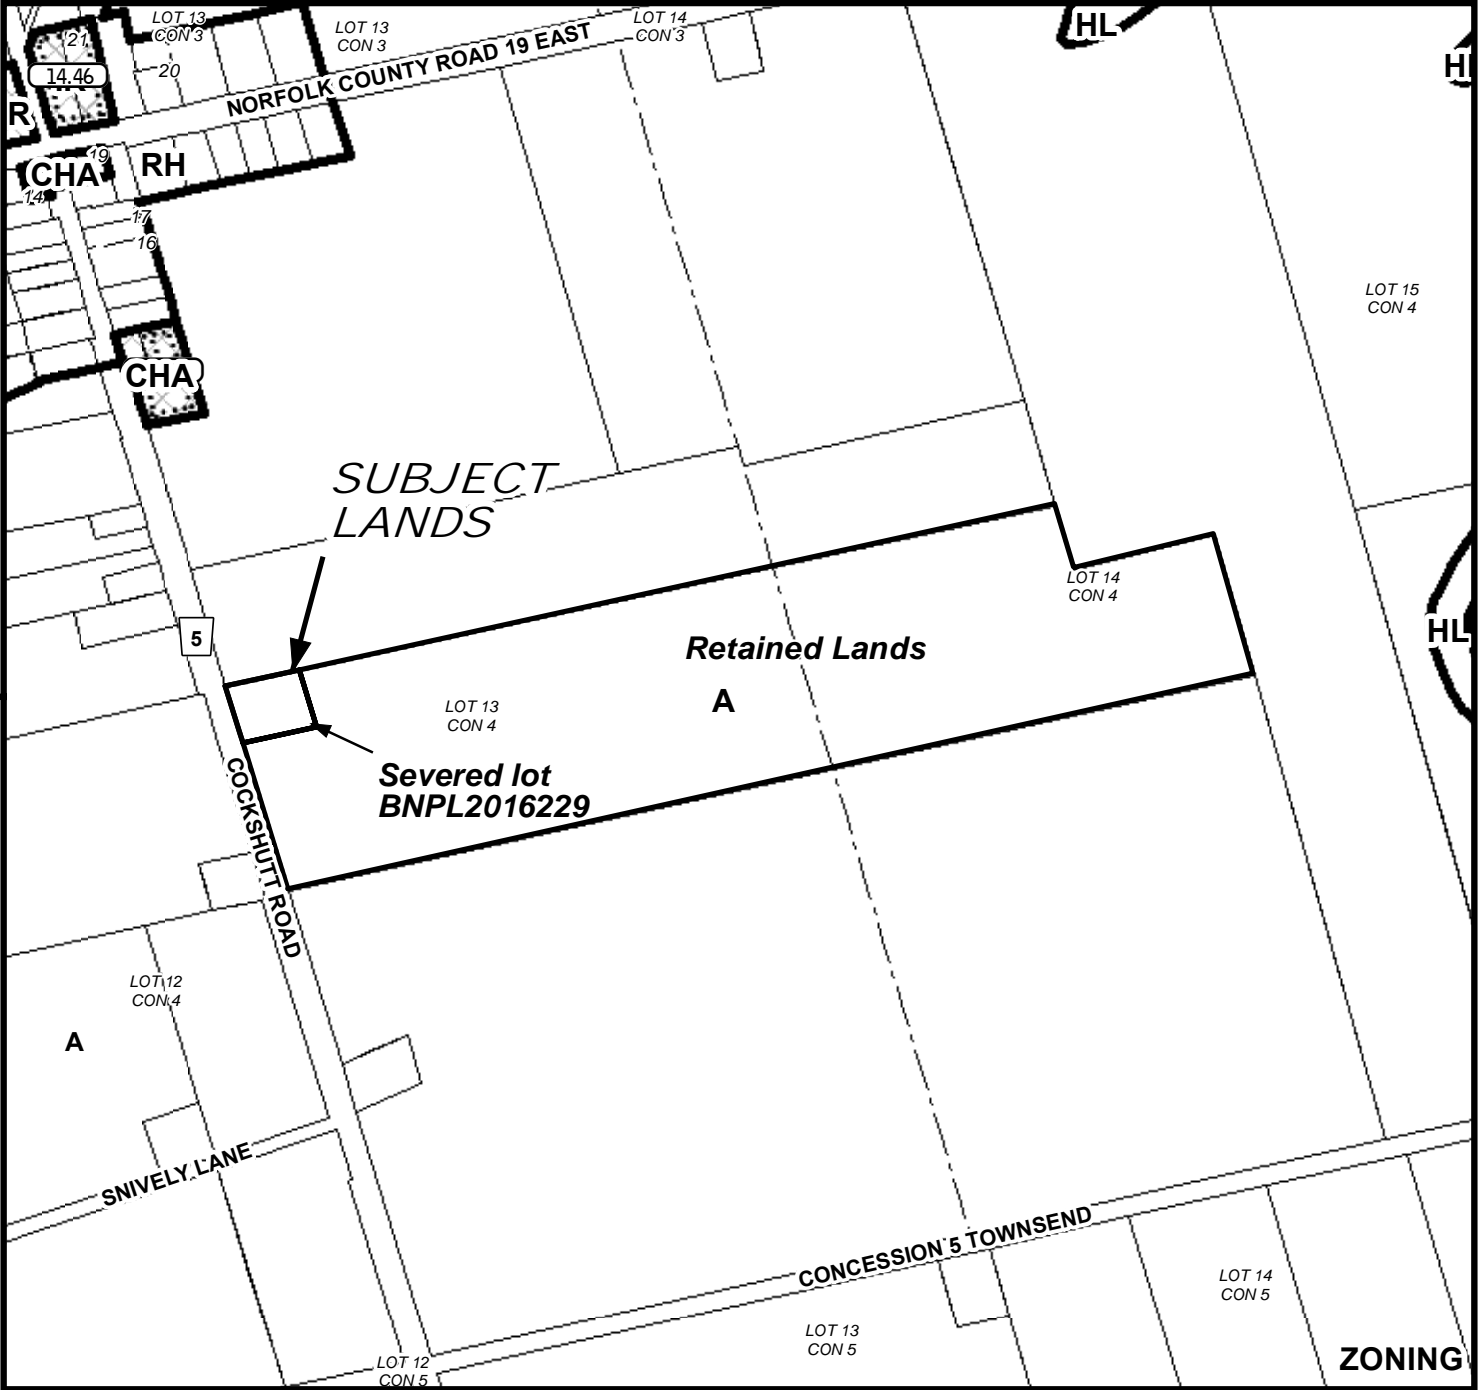 LOT 13
CON 3
LOT 13
CON 3
LOT 14
CON 3
HL
21
14.46
20
NORFOLK COUNTY ROAD 19 EAST
R
19
CHA
RH
14
17
16
LOT 15
CON 4
CHA
SUBJECT
LANDS
LOT 14
CON 4
5
Retained Lands
HL
A
LOT 13
CON 4
Severed lot
BNPL2016229
COCKSHUTT ROAD
LOT 12
CON 4
A
SNIVELY LANE
CONCESSION 5 TOWNSEND
LOT 14
CON 5
LOT 13
CON 5
LOT 12
CON 5
ZONING